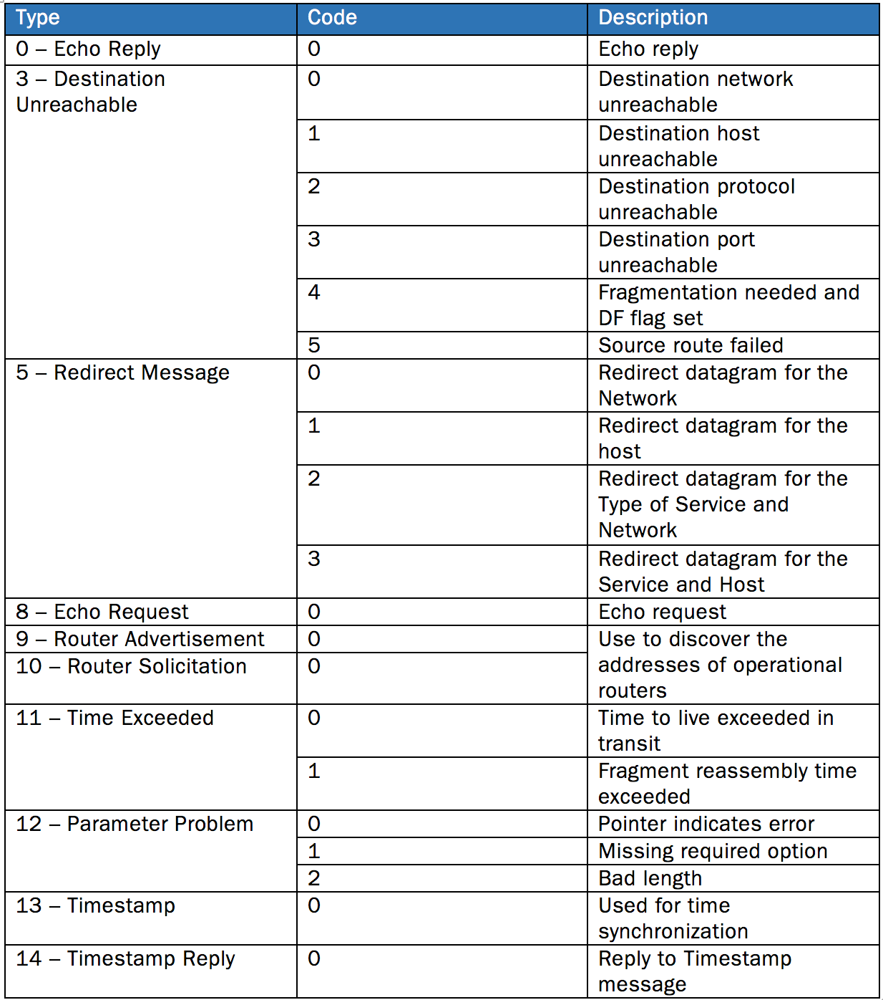 Type Code Description
0 – Echo Reply 0 Echo reply
3 – Destination 0 Destination network
Unreachable unreachable
1 Destination host
unreachable
2 Destination protocol
unreachable
3 Destination port
unreachable
4 Fragmentation needed and
DF flag set
5 Source route failed
5 – Redirect Message 0 Redirect datagram for the
Network
1 Redirect datagram for the
host
2 Redirect datagram for the
Type of Service and
Network
3 Redirect datagram for the
Service and Host
8 – Echo Request 0 Echo request
9 – Router Advertisement 0 Use to discover the
10 – Router Solicitation 0 addresses of operational
routers
11 – Time Exceeded 0 Time to live exceeded in
transit
1 Fragment reassembly time
exceeded
12 – Parameter Problem 0 Pointer indicates error
1 Missing required option
2 Bad length
13 – Timestamp 0 Used for time
synchronization
14 – Timestamp Reply 0 Reply to Timestamp
message